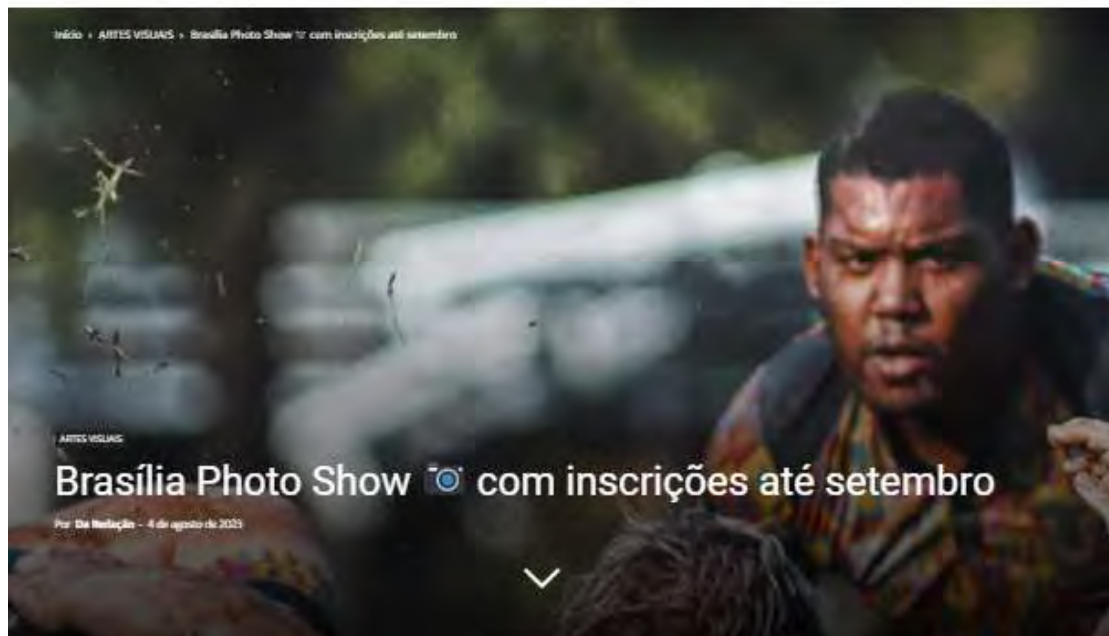 Início › ARTES VISUAIS › Brasília Photo Show 📷 com inscrições até setembro
ARTES VISUAIS
Brasília Photo Show 📷 com inscrições até setembro
Por Da Redação - 4 de agosto de 2023